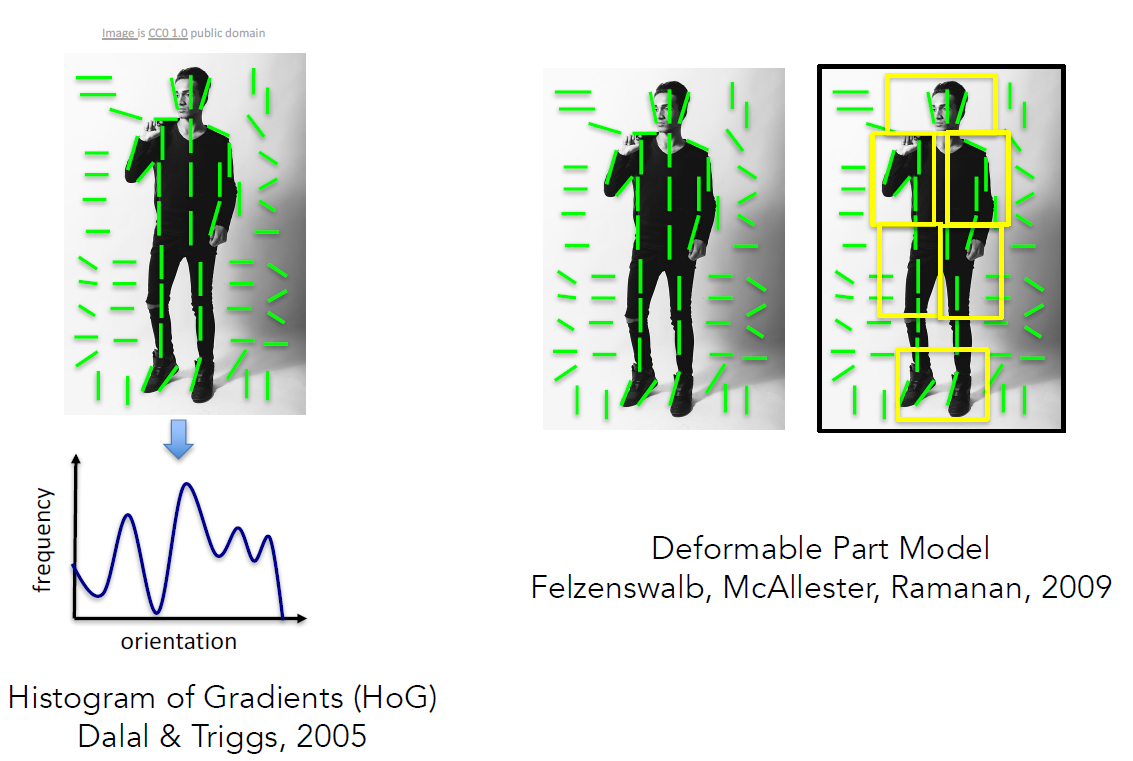 Image is CC0 1.0 public domain
frequency
orientation
Histogram of Gradients (HoG)
Dalal & Triggs, 2005
Deformable Part Model
Felzenswalb, McAllester, Ramanan, 2009